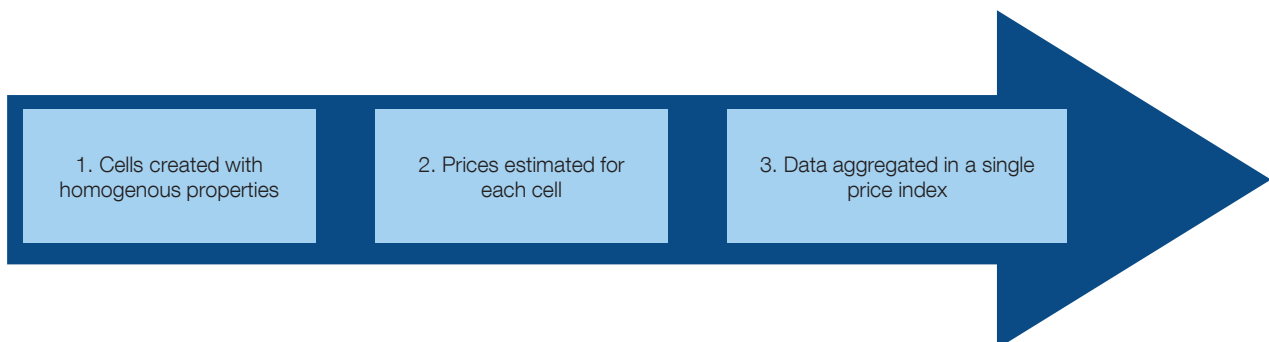 1. Cells created with
homogenous properties
2. Prices estimated for
each cell
3. Data aggregated in a single
price index